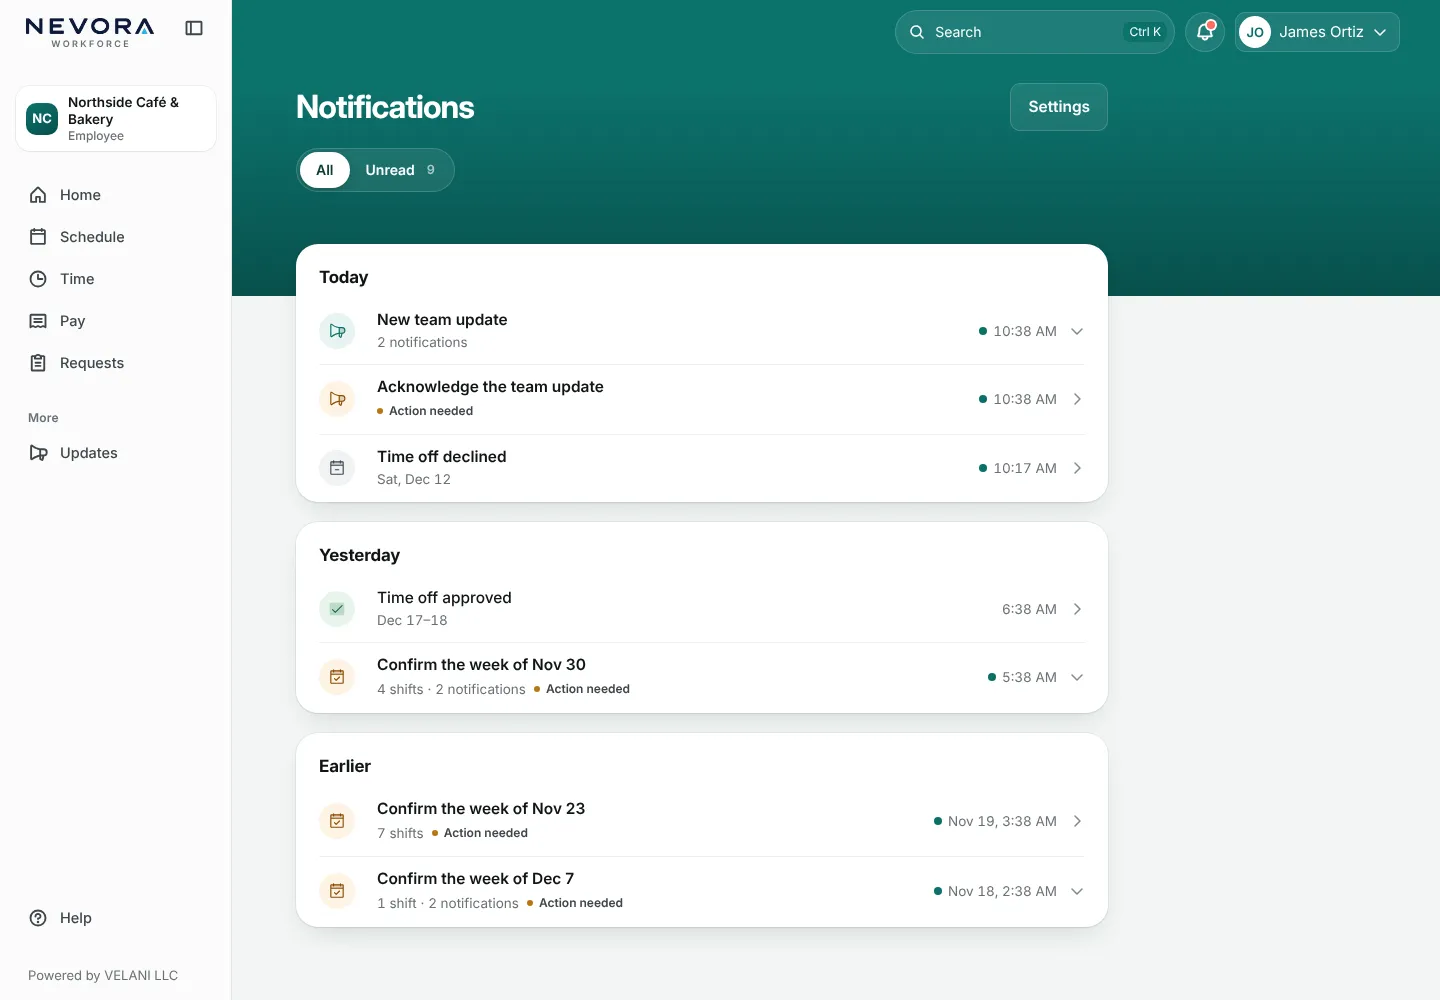 NEVORA
WORKFORCE
Search
Ctrl K
JO
James Ortiz
NC
Northside Café &
Bakery
Employee
Home
Schedule
Time
Pay
Requests
More
Updates
Help
Powered by VELANI LLC
Notifications
Settings
All
Unread 9
Today
New team update
2 notifications
10:38 AM
Acknowledge the team update
Action needed
10:38 AM
Time off declined
Sat, Dec 12
10:17 AM
Yesterday
Time off approved
Dec 17–18
6:38 AM
Confirm the week of Nov 30
4 shifts · 2 notifications Action needed
5:38 AM
Earlier
Confirm the week of Nov 23
7 shifts Action needed
Nov 19, 3:38 AM
Confirm the week of Dec 7
1 shift · 2 notifications Action needed
Nov 18, 2:38 AM